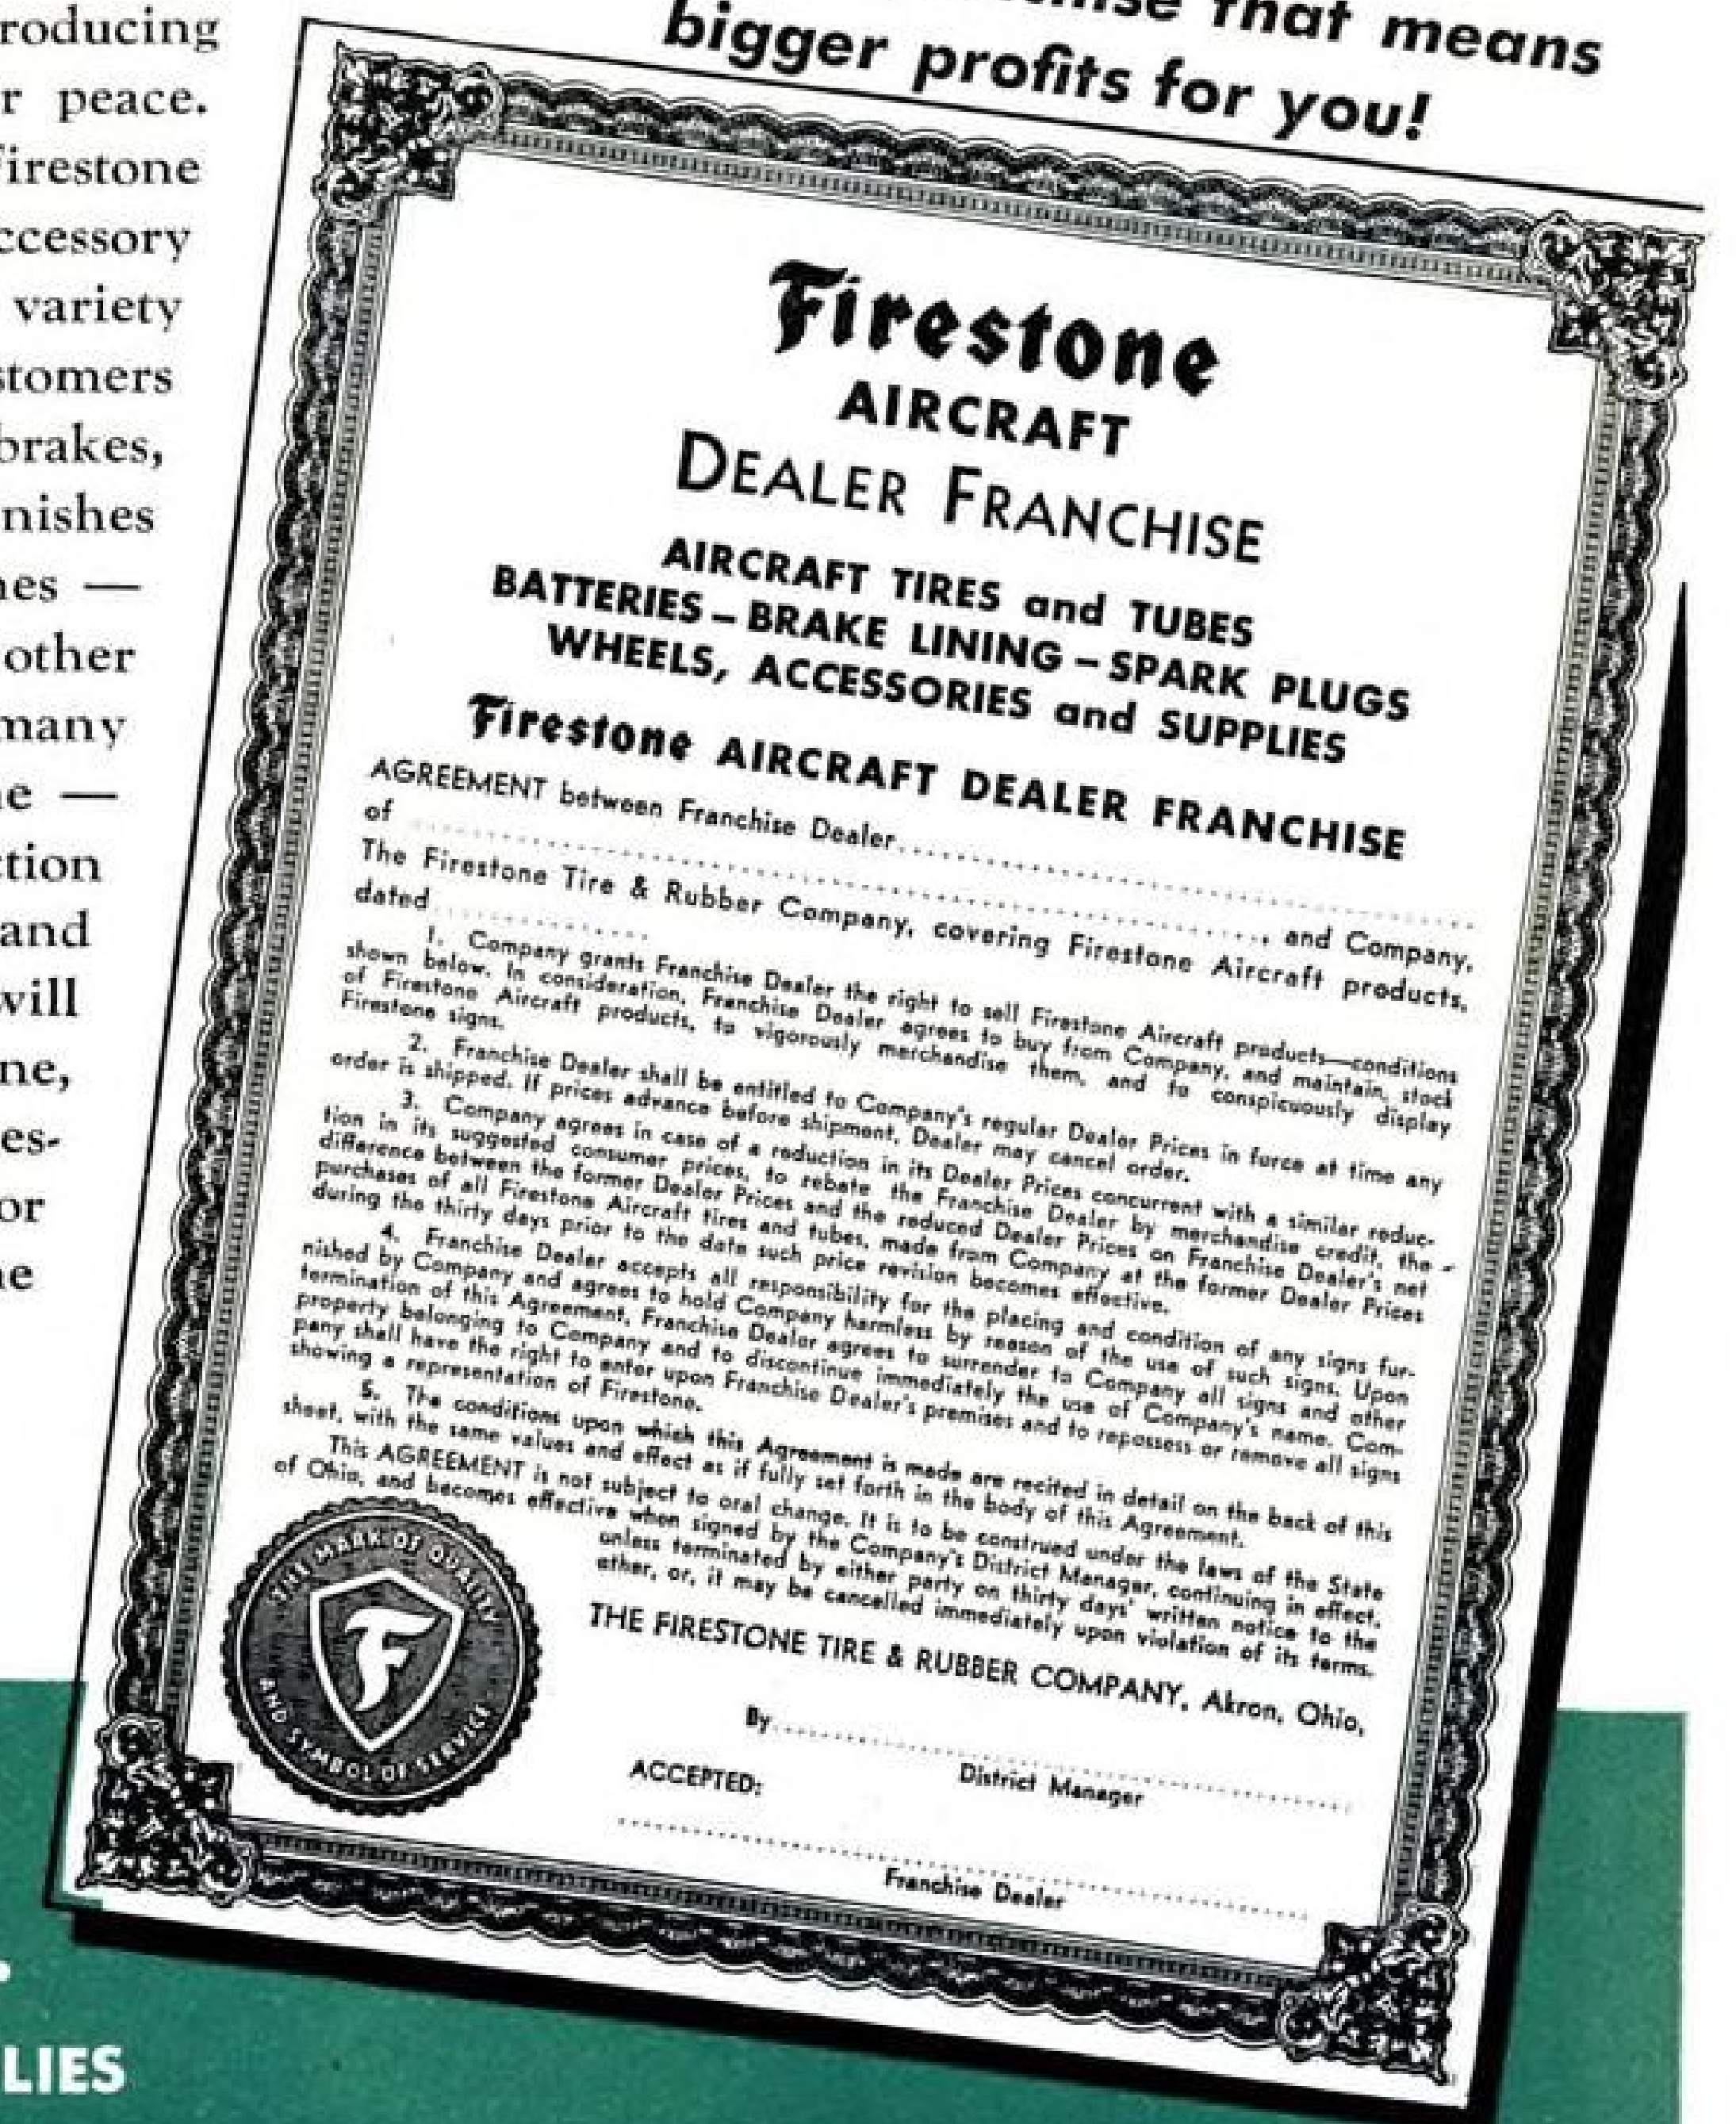 roducing
r peace.
Firestone
ccessory
variety
stomers
brakes,
nishes
nes —
other
many
ne —
ction
and
will
ne,
es-
or
ne
that means
bigger profits for you!
Firestone
AIRCRAFT
DEALER FRANCHISE
AIRCRAFT TIRES and TUBES
BATTERIES – BRAKE LINING – SPARK PLUGS
WHEELS, ACCESSORIES and SUPPLIES
Firestone AIRCRAFT DEALER FRANCHISE
AGREEMENT between Franchise Dealer
of , and Company,
The Firestone Tire & Rubber Company, covering Firestone Aircraft products,
dated
1. Company grants Franchise Dealer the right to sell Firestone Aircraft products—conditions
shown below. In consideration, Franchise Dealer agrees to buy from Company, and maintain, stock
of Firestone Aircraft products, to vigorously merchandise them, and to conspicuously display
Firestone signs.
2. Franchise Dealer shall be entitled to Company's regular Dealer Prices in force at time any
order is shipped. If prices advance before shipment, Dealer may cancel order.
3. Company agrees in case of a reduction in its Dealer Prices concurrent with a similar reduc-
tion in its suggested consumer prices, to rebate the Franchise Dealer by merchandise credit, the
difference between the former Dealer Prices and the reduced Dealer Prices on Franchise Dealer's net
purchases of all Firestone Aircraft tires and tubes, made from Company at the former Dealer Prices
during the thirty days prior to the date such price revision becomes effective.
4. Franchise Dealer accepts all responsibility for the placing and condition of any signs fur-
nished by Company and agrees to hold Company harmless by reason of the use of such signs. Upon
termination of this Agreement, Franchise Dealer agrees to surrender to Company all signs and other
property belonging to Company and to discontinue immediately the use of Company's name. Com-
pany shall have the right to enter upon Franchise Dealer's premises and to repossess or remove all signs
showing a representation of Firestone.
5. The conditions upon which this Agreement is made are recited in detail on the back of this
sheet, with the same values and effect as if fully set forth in the body of this Agreement.
This AGREEMENT is not subject to oral change. It is to be construed under the laws of the State
of Ohio, and becomes effective when signed by the Company's District Manager, continuing in effect,
unless terminated by either party on thirty days' written notice to the
other, or, it may be cancelled immediately upon violation of its terms.
THE FIRESTONE TIRE & RUBBER COMPANY, Akron, Ohio,
By
District Manager
ACCEPTED:
Franchise Dealer
THE MARK OF QUALITY
F
AND SYMBOL OF SERVICE
LIES